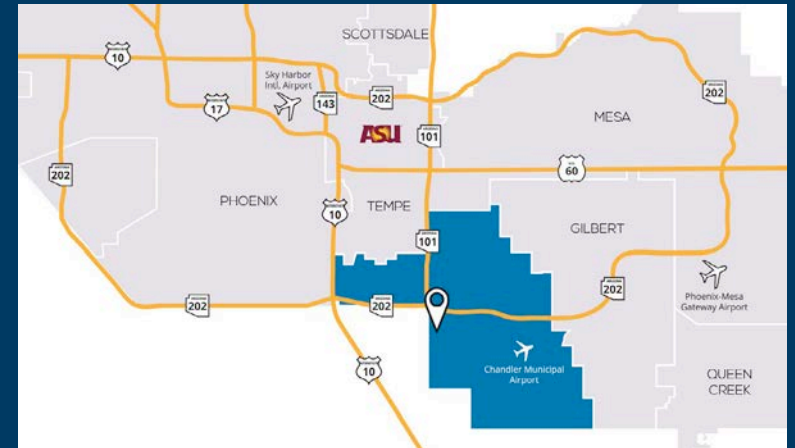 SCOTTSDALE
10
Sky Harbor
Intl. Airport
17
143
202
ASU
101
202
MESA
202
60
PHOENIX
10
TEMPE
101
GILBERT
202
202
202
Phoenix-Mesa
Gateway Airport
10
Chandler Municipal
Airport
QUEEN
CREEK